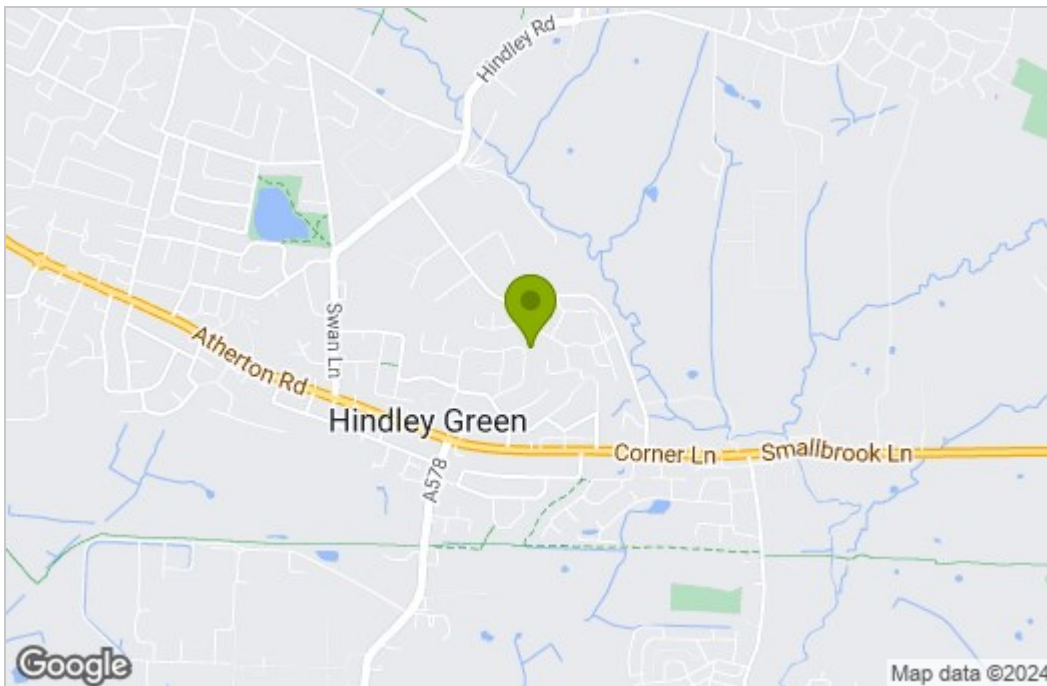 Hindley Rd
Swan Ln
Atherton Rd
Hindley Green
Corner Ln
Smallbrook Ln
A578
Google
Map data ©2024